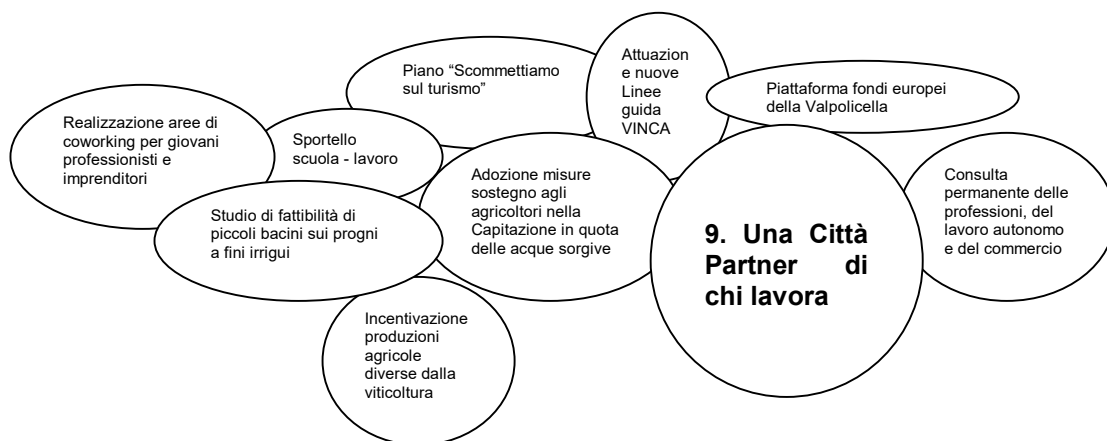 Piano “Scommettiamo
sul turismo”
Attuazion
e nuove
Linee
guida
VINCA
Piattaforma fondi europei
della Valpolicella
Realizzazione aree di
coworking per giovani
professionisti e
imprenditori
Sportello
scuola - lavoro
Adozione misure
sostegno agli
agricoltori nella
Capitazione in quota
delle acque sorgive
Consulta
permanente delle
professioni, del
lavoro autonomo
e del commercio
Studio di fattibilità di
piccoli bacini sui progni
a fini irrigui
9. Una Città
Partner di
chi lavora
Incentivazione
produzioni
agricole
diverse dalla
viticoltura